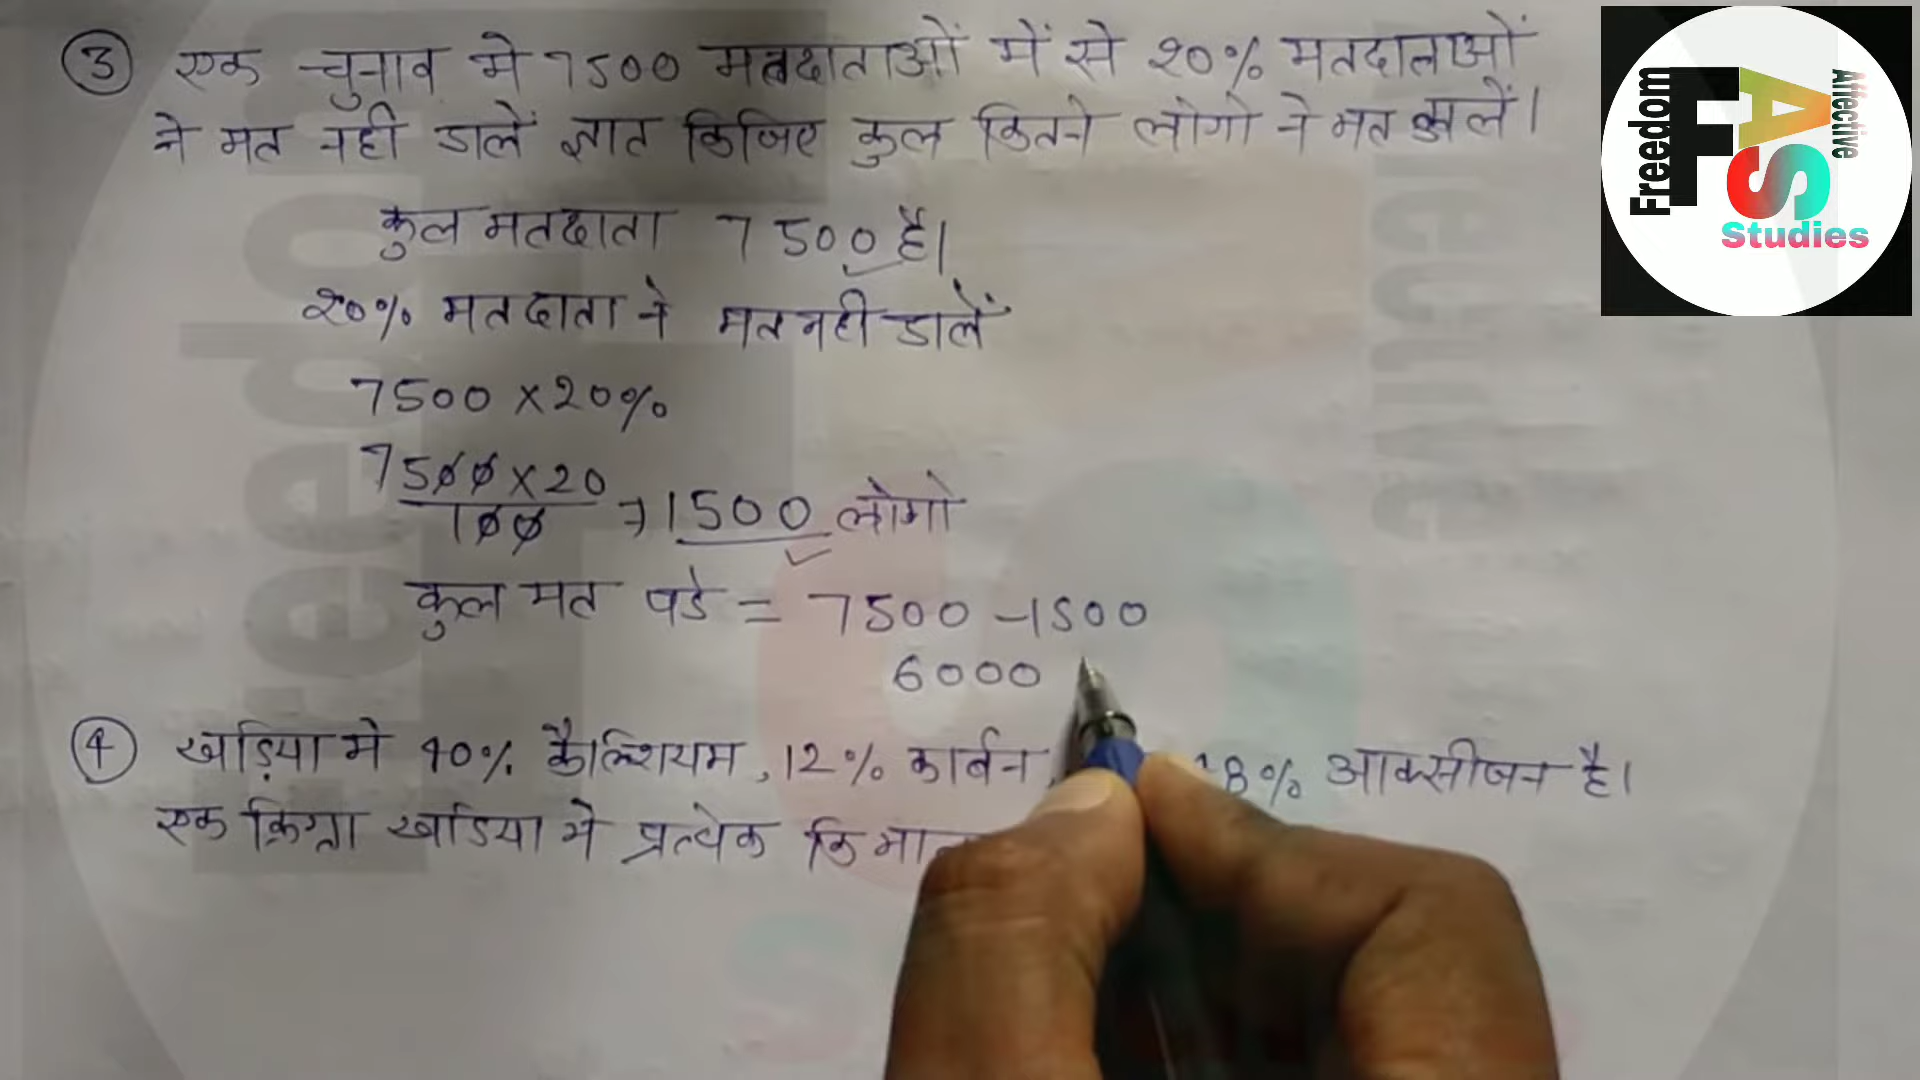 ③ एक चुनाव मे 7500 मतदाताओं में से 20% मतदाताओं
ने मत नही डालें ज्ञात किजिए कुल कितने लोगो ने मत डालें।
कुल मतदाता 7500 है।
20% मतदाता ने मत नही डालें
7500 × 20%
7500 × 20
100
→ 1500 लोगो
कुल मत पडे = 7500 - 1500
6000
④ खड़िया मे 40% कैल्शियम, 12% कार्बन, 48% आक्सीजन है।
एक किग्रा खडिया मे प्रत्येक कि
Freedom
FAS
Affective
Studies